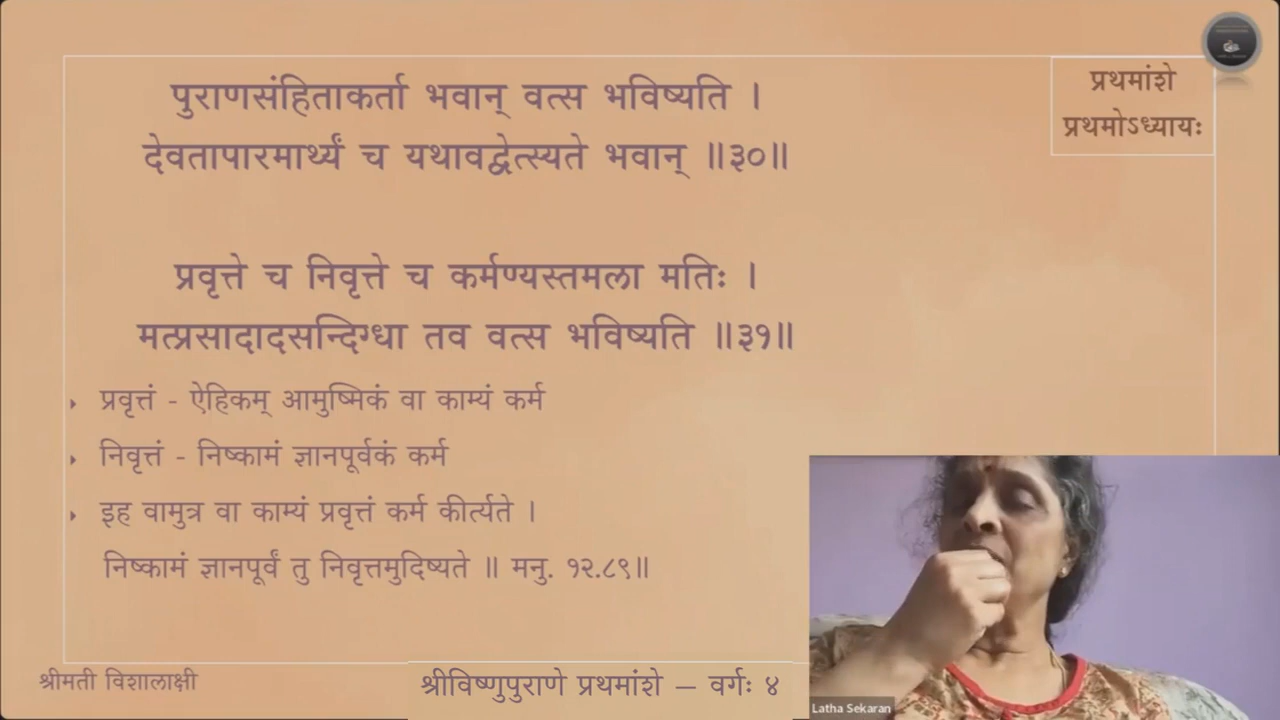 पुराणसंहिताकर्ता भवान् वत्स भविष्यति ।
देवतापारमार्थ्यं च यथावद्वेत्स्यते भवान् ॥३०॥
प्रथमांशे
प्रथमोऽध्यायः
प्रवृत्ते च निवृत्ते च कर्मण्यस्तमला मतिः ।
मत्प्रसादादसन्दिग्धा तव वत्स भविष्यति ॥३१॥
प्रवृत्तं - ऐहिकम् आमुष्मिकं वा काम्यं कर्म
निवृत्तं - निष्कामं ज्ञानपूर्वकं कर्म
इह वामुत्र वा काम्यं प्रवृत्तं कर्म कीर्त्यते ।
निष्कामं ज्ञानपूर्वं तु निवृत्तमुदिष्यते ॥ मनु. १२.८९॥
श्रीमती विशालाक्षी
श्रीविष्णुपुराणे प्रथमांशे – वर्गः ४
Latha Sekaran